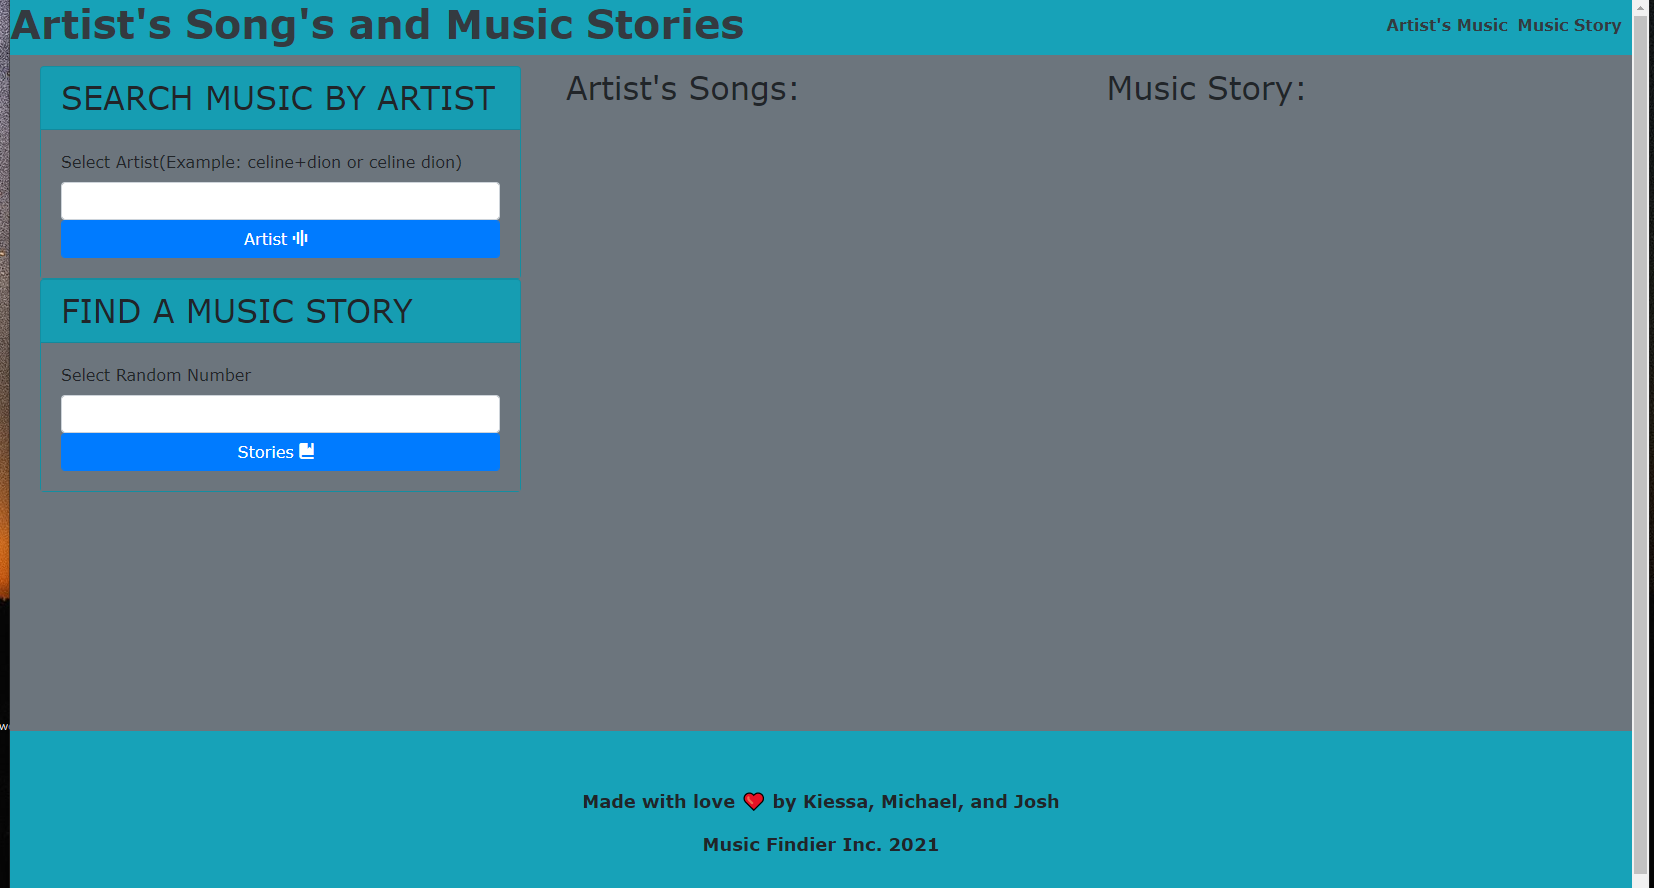 Artist's Song's and Music Stories
Artist's Music Music Story
SEARCH MUSIC BY ARTIST
Select Artist(Example: celine+dion or celine dion)
Artist
FIND A MUSIC STORY
Select Random Number
Stories
Artist's Songs:
Music Story:
Made with love ❤️ by Kiessa, Michael, and Josh
Music Findier Inc. 2021